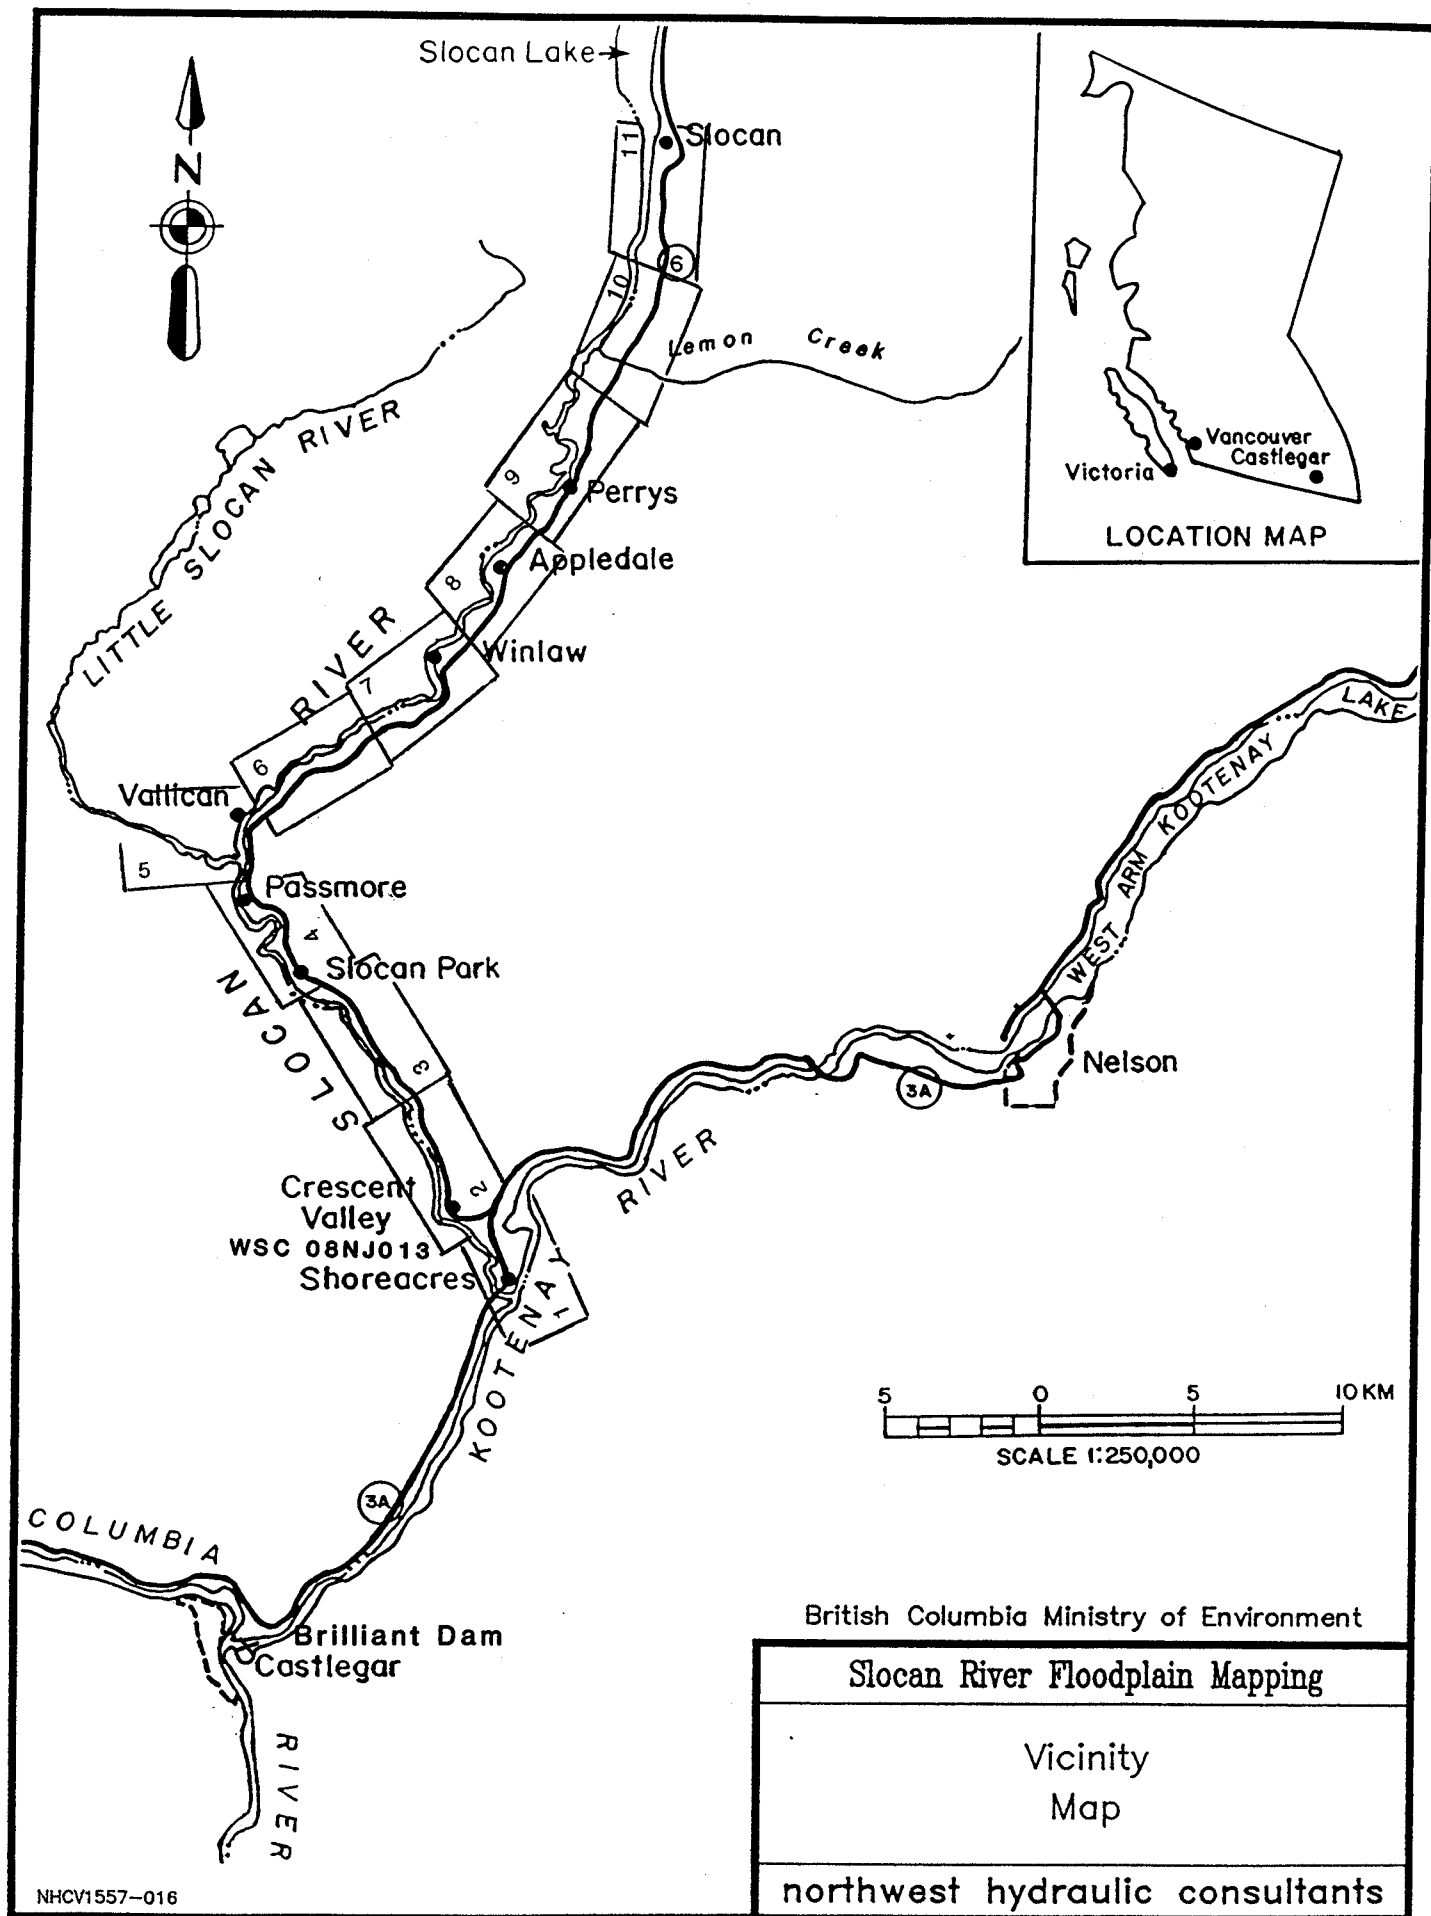 Slocan Lake
N
11
Slocan
6
10
Lemon Creek
LITTLE SLOCAN RIVER
9
Perrys
8
Appledale
7
Winlaw
6
Vallican
5
Passmore
4
Slocan Park
SLOCAN RIVER
3
Crescent
Valley
2
WSC 08NJ013
Shoreacres
1
KOOTENAY RIVER
3A
Nelson
WEST ARM KOOTENAY LAKE
3A
COLUMBIA RIVER
Brilliant Dam
Castlegar
Vancouver
Castlegar
Victoria
LOCATION MAP
5 0 5 10 KM
SCALE 1:250,000
British Columbia Ministry of Environment
Slocan River Floodplain Mapping
Vicinity
Map
northwest hydraulic consultants
NHCV1557-016